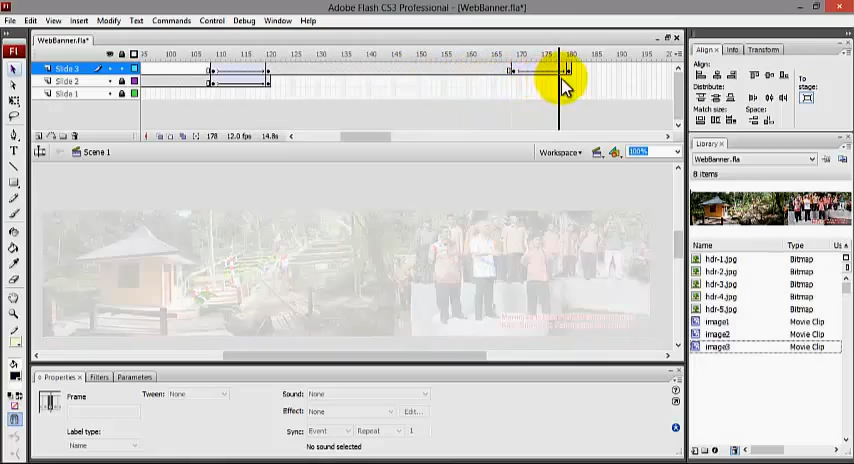 Adobe Flash CS3 Professional - [WebBanner.fla*]
File Edit View Insert Modify Text Commands Control Debug Window Help
WebBanner.fla*
95 100 105 110 115 120 125 130 135 140 145 150 155 160 165 170 175 180 185 190 195 20
Slide 3
Slide 2
Slide 1
178 12.0 fps 14.8s
Scene 1
Workspace
100%
Properties Filters Parameters
Frame
Tween: None
Sound: None
Effect: None
Edit...
Label type:
Name
Sync: Event Repeat 1
No sound selected
Align Info Transform
Align:
Distribute:
Match size:
Space:
To
stage:
Library
WebBanner.fla
8 items
Name Type
hdr-1.jpg Bitmap
hdr-2.jpg Bitmap
hdr-3.jpg Bitmap
hdr-4.jpg Bitmap
hdr-5.jpg Bitmap
image1 Movie Clip
image2 Movie Clip
image3 Movie Clip